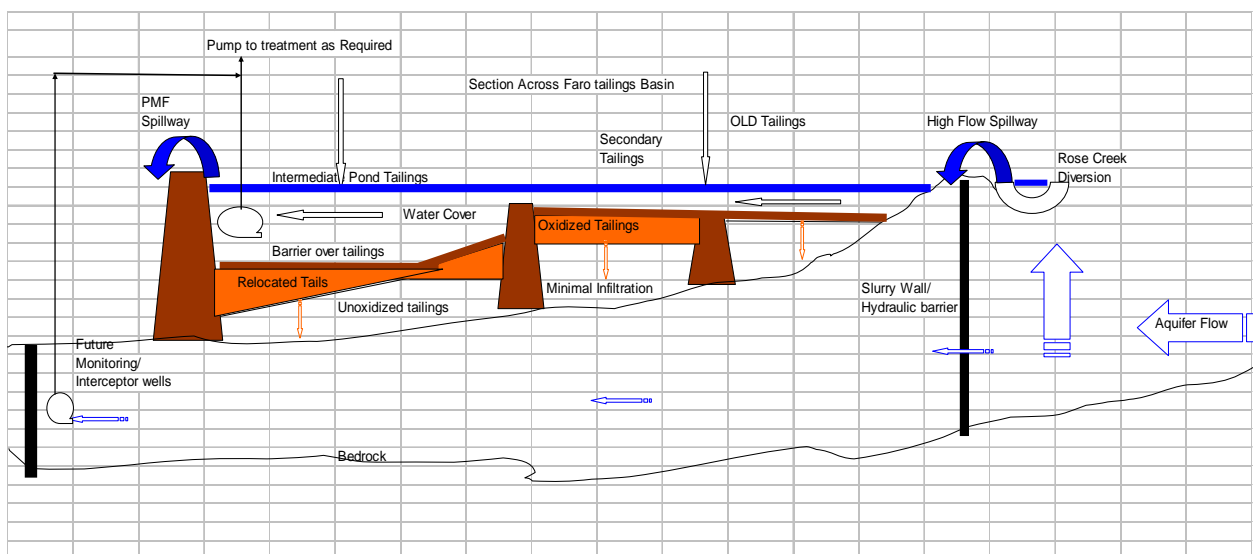 Pump to treatment as Required
Section Across Faro tailings Basin
PMF
Spillway
OLD Tailings
High Flow Spillway
Secondary
Tailings
Rose Creek
Diversion
Intermediate Pond Tailings
Water Cover
Oxidized Tailings
Barrier over tailings
Relocated Tails
Minimal Infiltration
Slurry Wall/
Hydraulic barrier
Unoxidized tailings
Aquifer Flow
Future
Monitoring/
Interceptor wells
Bedrock